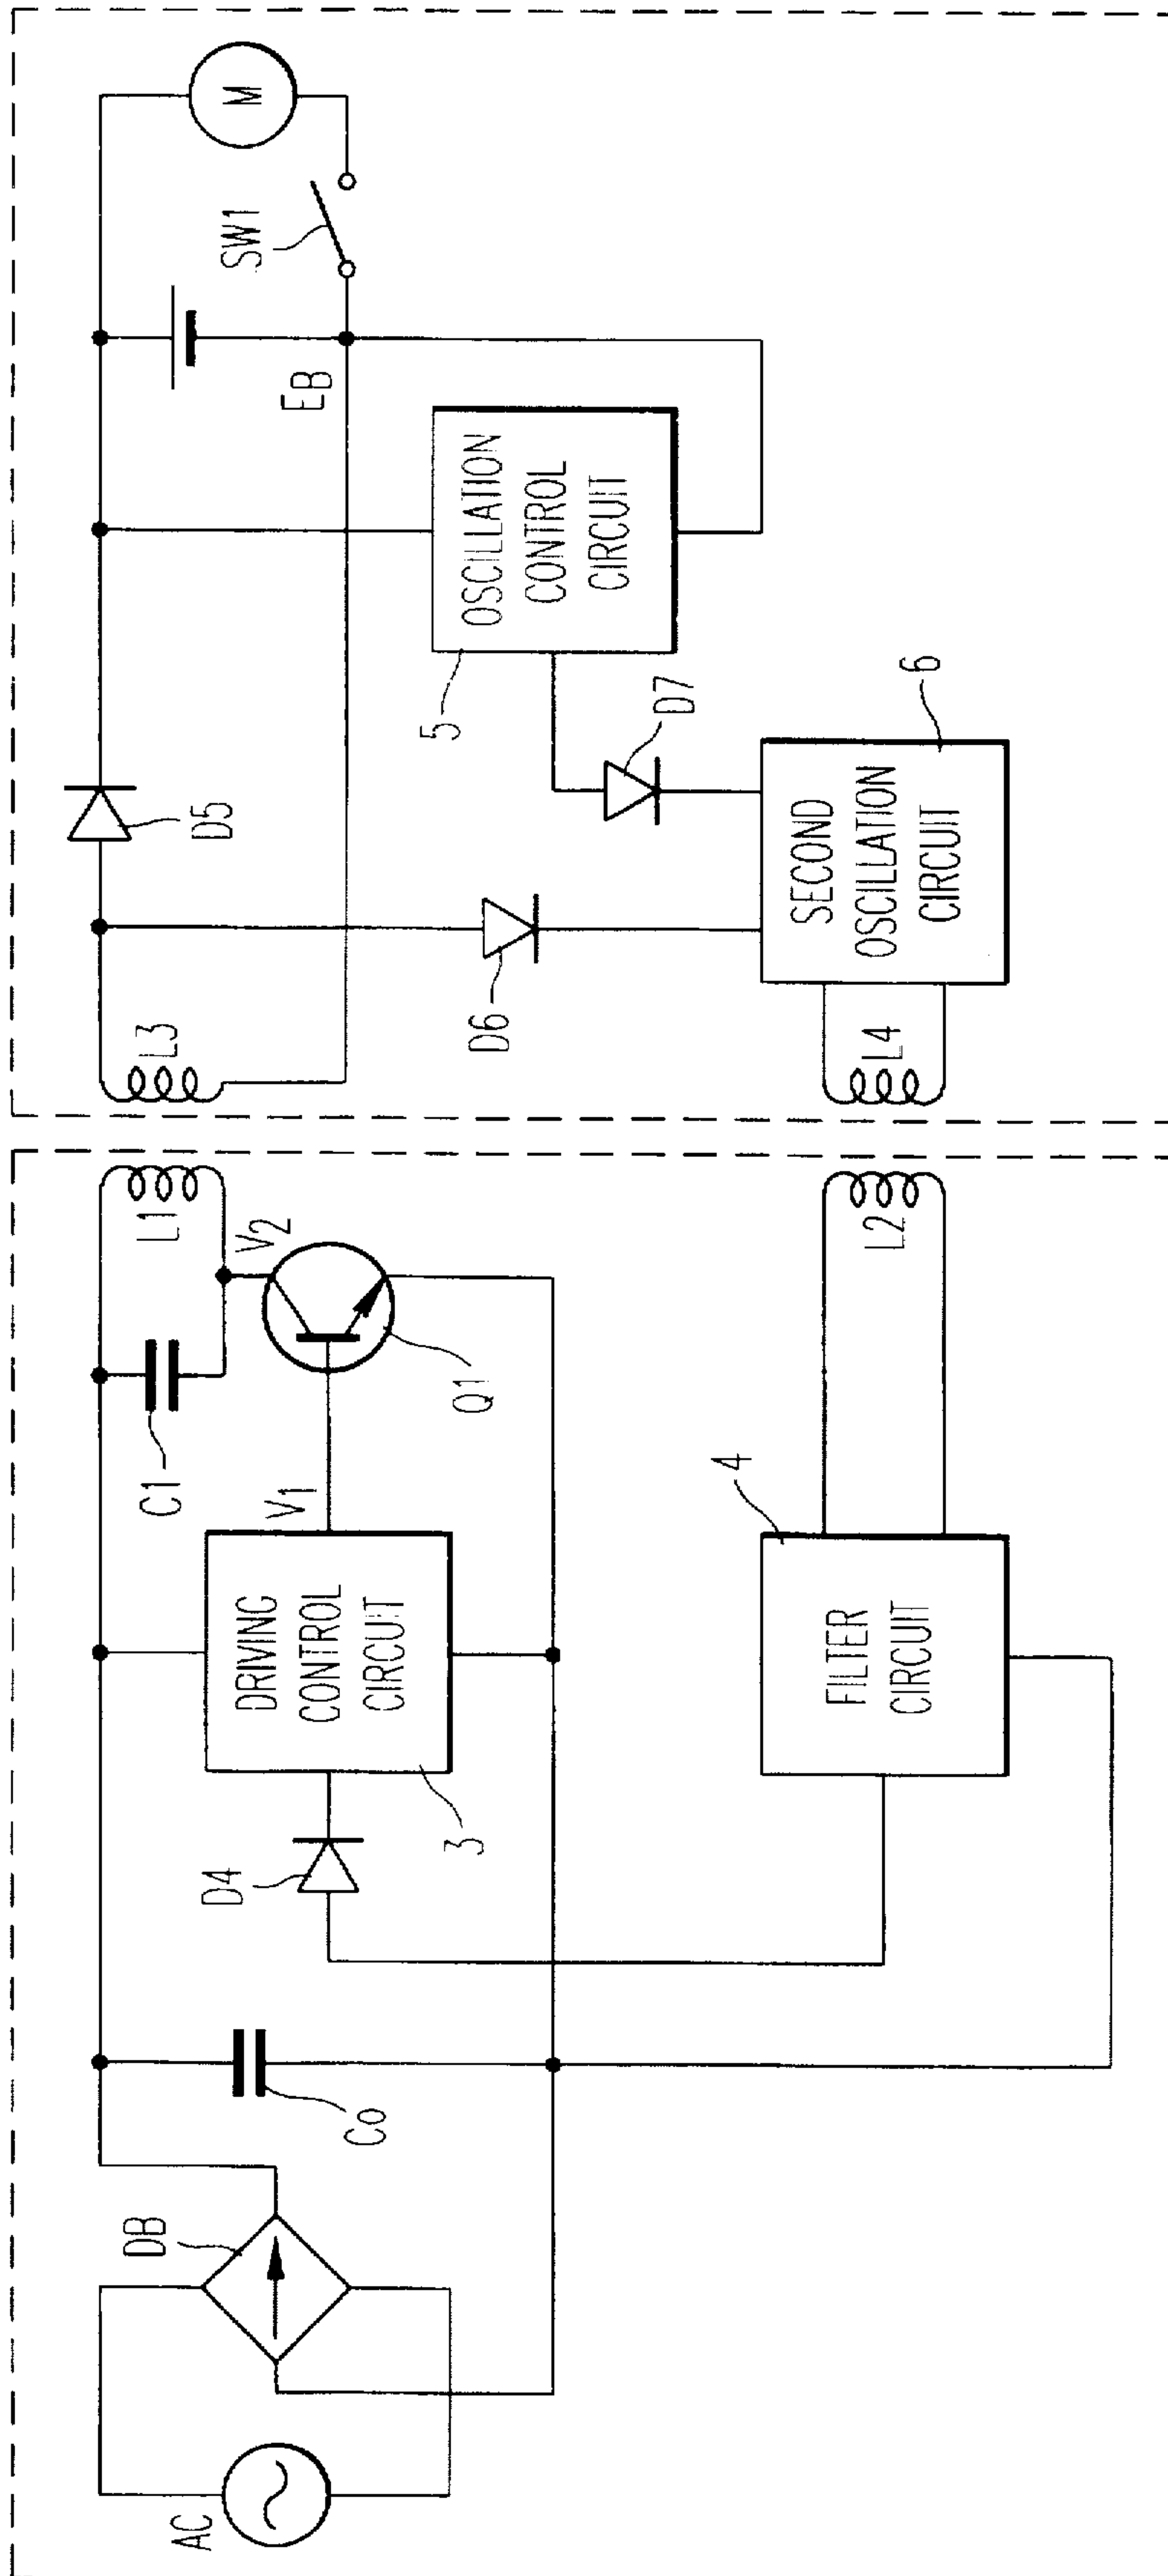 AC
DB
Co
D4
DRIVING
CONTROL
CIRCUIT
3
V1
C1
L1
V2
Q1
FILTER
CIRCUIT
4
L2
L3
D5
D6
L4
SECOND
OSCILLATION
CIRCUIT
6
D7
5
OSCILLATION
CONTROL
CIRCUIT
EB
SW1
M